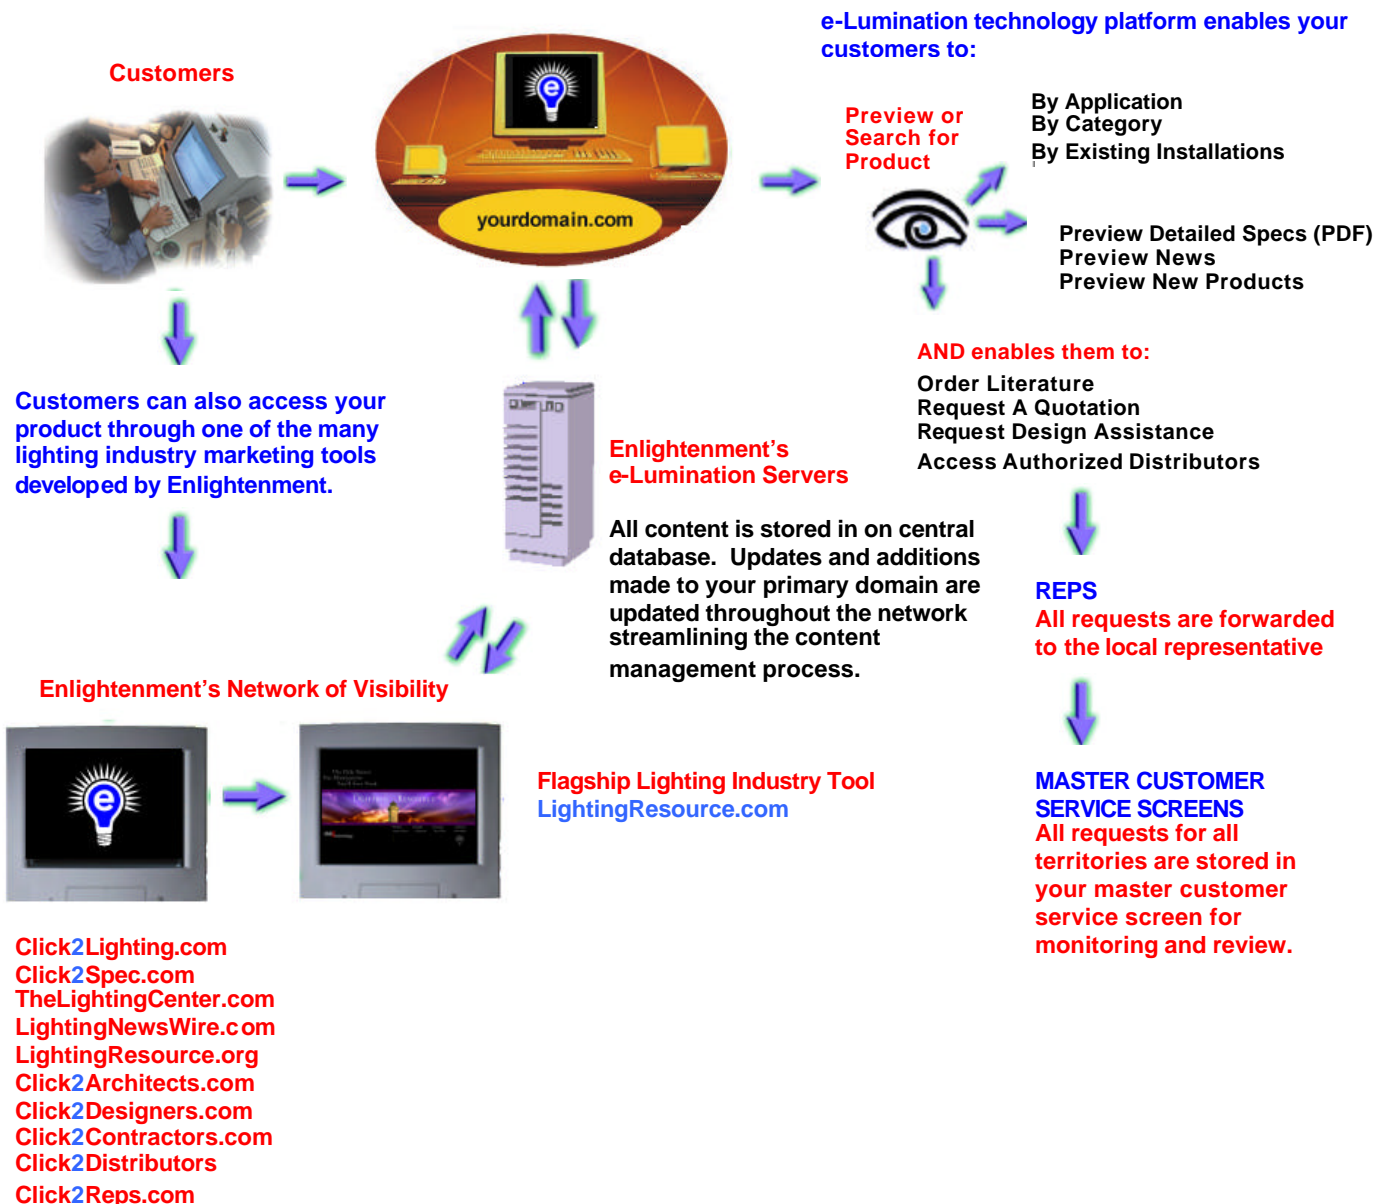 e-Lumination technology platform enables your
customers to:
Customers
Preview or
Search for
Product
By Application
By Category
By Existing Installations
e
yourdomain.com
Preview Detailed Specs (PDF)
Preview News
Preview New Products
AND enables them to:
Order Literature
Request A Quotation
Request Design Assistance
Access Authorized Distributors
Customers can also access your
product through one of the many
lighting industry marketing tools
developed by Enlightenment.
Enlightenment's
e-Lumination Servers
All content is stored in on central
database. Updates and additions
made to your primary domain are
updated throughout the network
streamlining the content
management process.
REPS
All requests are forwarded
to the local representative
Enlightenment's Network of Visibility
e
Flagship Lighting Industry Tool
LightingResource.com
MASTER CUSTOMER
SERVICE SCREENS
All requests for all
territories are stored in
your master customer
service screen for
monitoring and review.
Click2Lighting.com
Click2Spec.com
TheLightingCenter.com
LightingNewsWire.com
LightingResource.org
Click2Architects.com
Click2Designers.com
Click2Contractors.com
Click2Distributors
Click2Reps.com